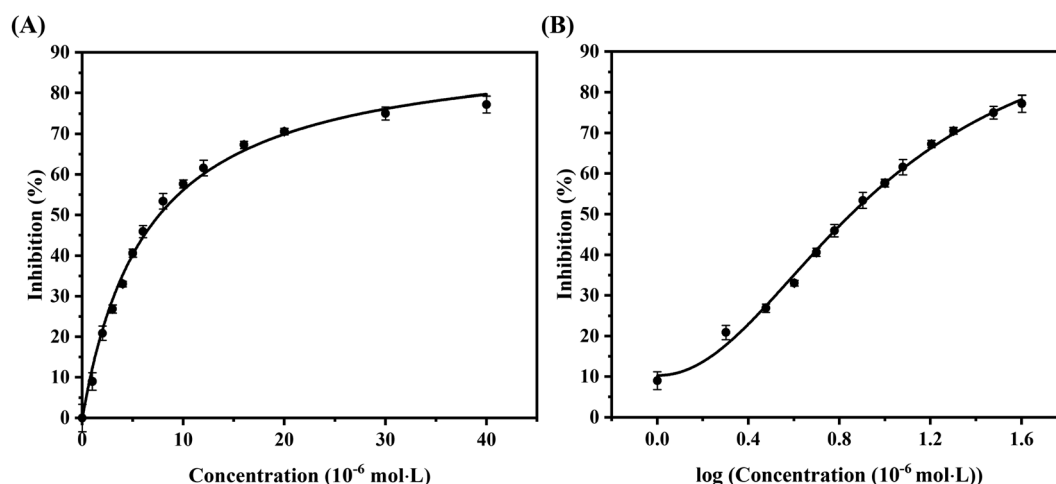 (A)
90
80
70
60
50
40
30
20
10
0
Inhibition (%)
0 10 20 30 40
Concentration (10⁻⁶ mol·L)
(B)
90
80
70
60
50
40
30
20
10
0
Inhibition (%)
0.0 0.4 0.8 1.2 1.6
log (Concentration (10⁻⁶ mol·L))